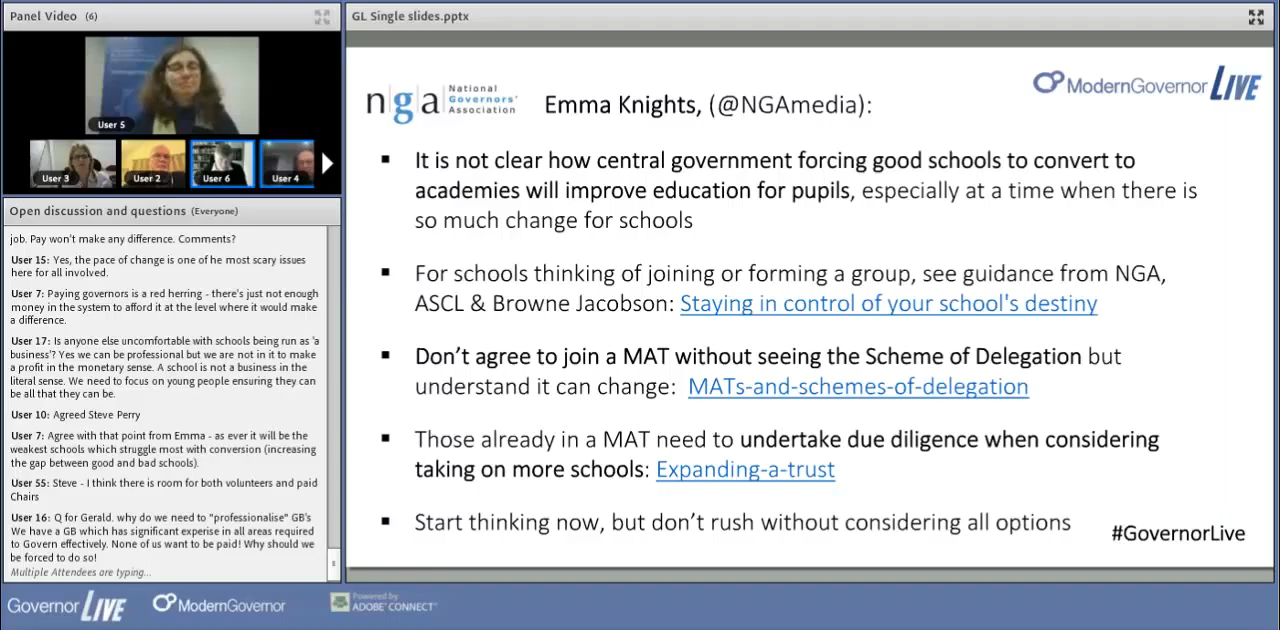 Panel Video (6)
User 5
User 3
User 2
User 6
User 4
Open discussion and questions (Everyone)
job. Pay won't make any difference. Comments?
User 15: Yes, the pace of change is one of he most scary issues
here for all involved.
User 7: Paying governors is a red herring - there's just not enough
money in the system to afford it at the level where it would make
a difference.
User 17: Is anyone else uncomfortable with schools being run as 'a
business'? Yes we can be professional but we are not in it to make
a profit in the monetary sense. A school is not a business in the
literal sense. We need to focus on young people ensuring they can
be all that they can be.
User 10: Agreed Steve Perry
User 7: Agree with that point from Emma - as ever it will be the
weakest schools which struggle most with conversion (increasing
the gap between good and bad schools).
User 55: Steve - I think there is room for both volunteers and paid
Chairs
User 16: Q for Gerald. why do we need to "professionalise" GB's
We have a GB which has significant experise in all areas required
to Govern effectively. None of us want to be paid! Why should we
be forced to do so!
Multiple Attendees are typing...
GL Single slides.pptx
nga National
Governors'
Association
ModernGovernor LIVE
Emma Knights, (@NGAmedia):
▪ It is not clear how central government forcing good schools to convert to
academies will improve education for pupils, especially at a time when there is
so much change for schools
▪ For schools thinking of joining or forming a group, see guidance from NGA,
ASCL & Browne Jacobson: Staying in control of your school's destiny
▪ Don't agree to join a MAT without seeing the Scheme of Delegation but
understand it can change: MATs-and-schemes-of-delegation
▪ Those already in a MAT need to undertake due diligence when considering
taking on more schools: Expanding-a-trust
▪ Start thinking now, but don't rush without considering all options
#GovernorLive
Governor LIVE
ModernGovernor
Powered by
ADOBE' CONNECT™